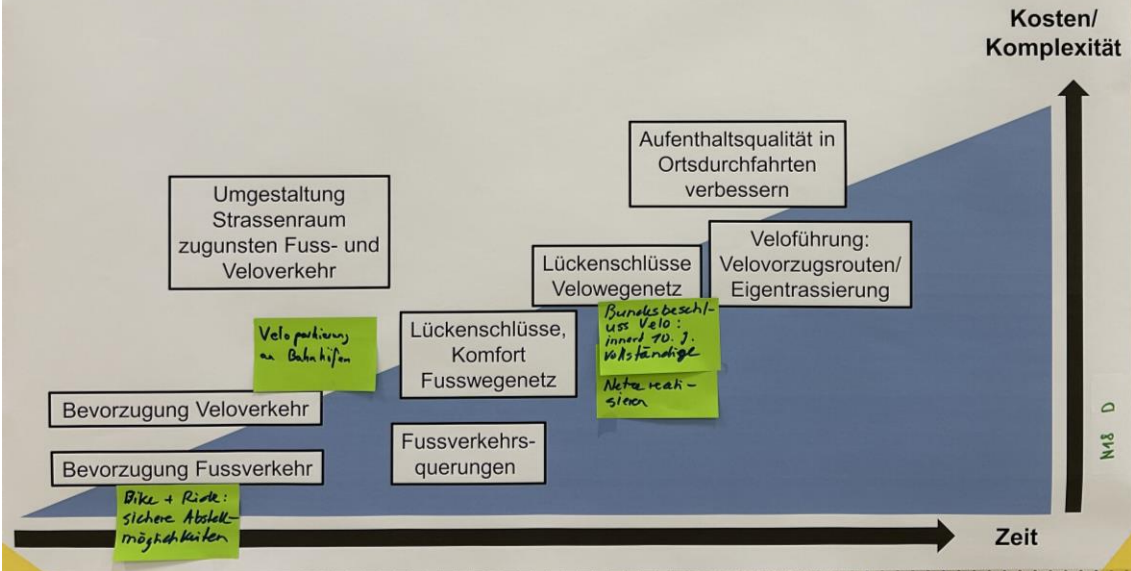 Kosten/
Komplexität
Aufenthaltsqualität in
Ortsdurchfahrten
verbessern
Umgestaltung
Strassenraum
zugunsten Fuss- und
Veloverkehr
Veloführung:
Velovorzugsrouten/
Eigentrassierung
Lückenschlüsse
Velowegenetz
Bundesbeschl-
uss Velo:
innert 10. J.
vollständige
Netze reali-
sieren
Lückenschlüsse,
Komfort
Fusswegenetz
Veloparkierung
an Bahnhöfen
Bevorzugung Veloverkehr
Fussverkehrs-
querungen
Bevorzugung Fussverkehr
Bike + Ride:
sichere Abstell-
möglichkeiten
Zeit
N18 D